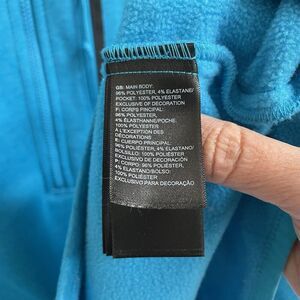 GB: MAIN BODY:
96% POLYESTER, 4% ELASTANE/
POCKET: 100% POLYESTER
EXCLUSIVE OF DECORATION
F: CORPS PINCIPAL:
96% POLYESTER,
4% ÉLASTHANNE/POCHE:
100% POLYESTER
À L'EXCEPTION DES
DÉCORATIONS
E: CUERPO PRINCIPAL:
96% POLIÉSTER, 4% ELASTANO/
BOLSILLO: 100% POLIÉSTER
EXCLUSIVO DE DECORACIÓN
P: CORPO: 96% POLIÉSTER,
4% ELASTANO/BOLSO:
100% POLIÉSTER
EXCLUSIVO PARA DECORAÇÃO